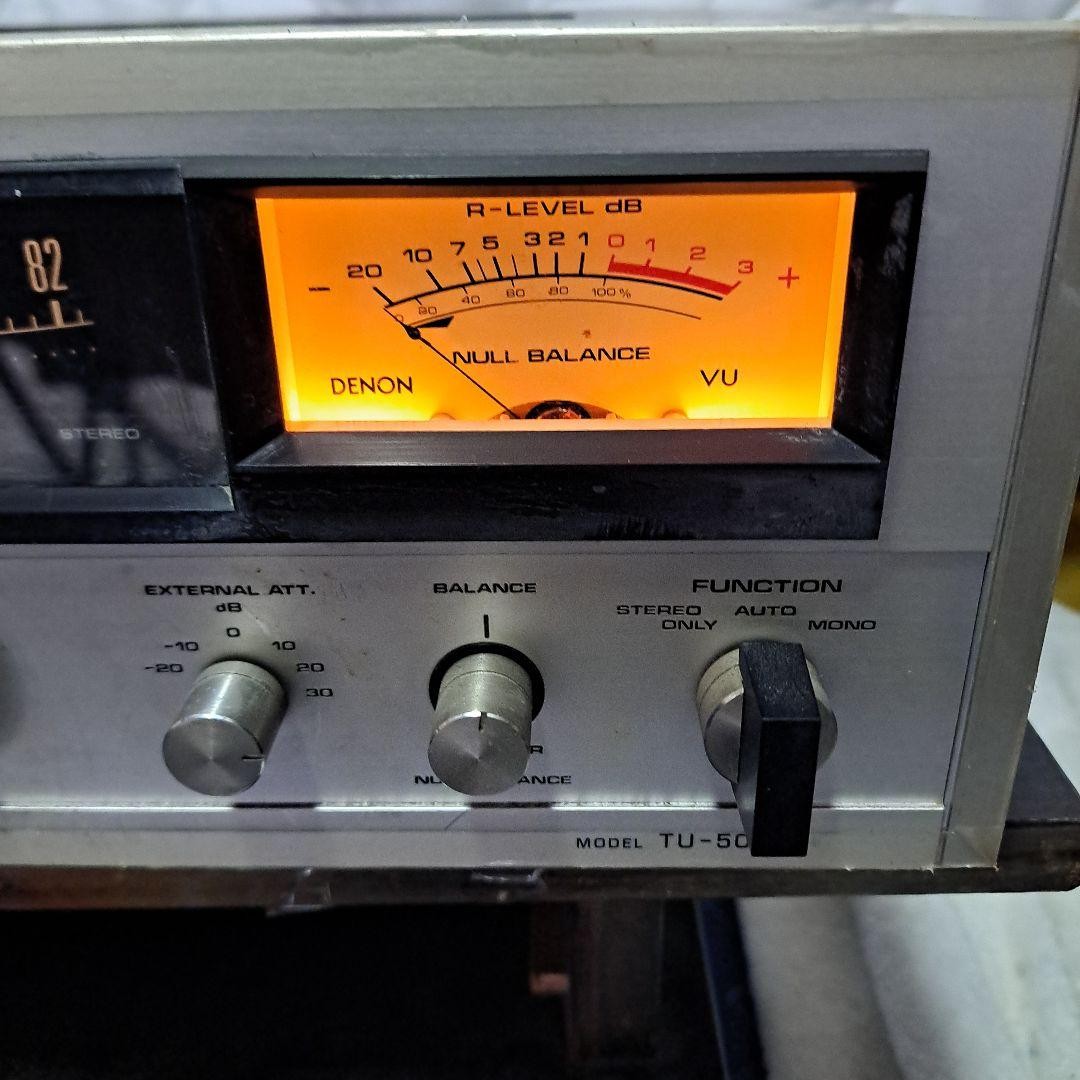 82
STEREO
R-LEVEL dB
- 20 10 7 5 3 2 1 0 1 2 3 +
0 20 40 60 80 100%
NULL BALANCE
DENON
VU
EXTERNAL ATT.
dB
0
-10 10
-20 20
30
BALANCE
FUNCTION
STEREO ONLY
AUTO
MONO
MODEL